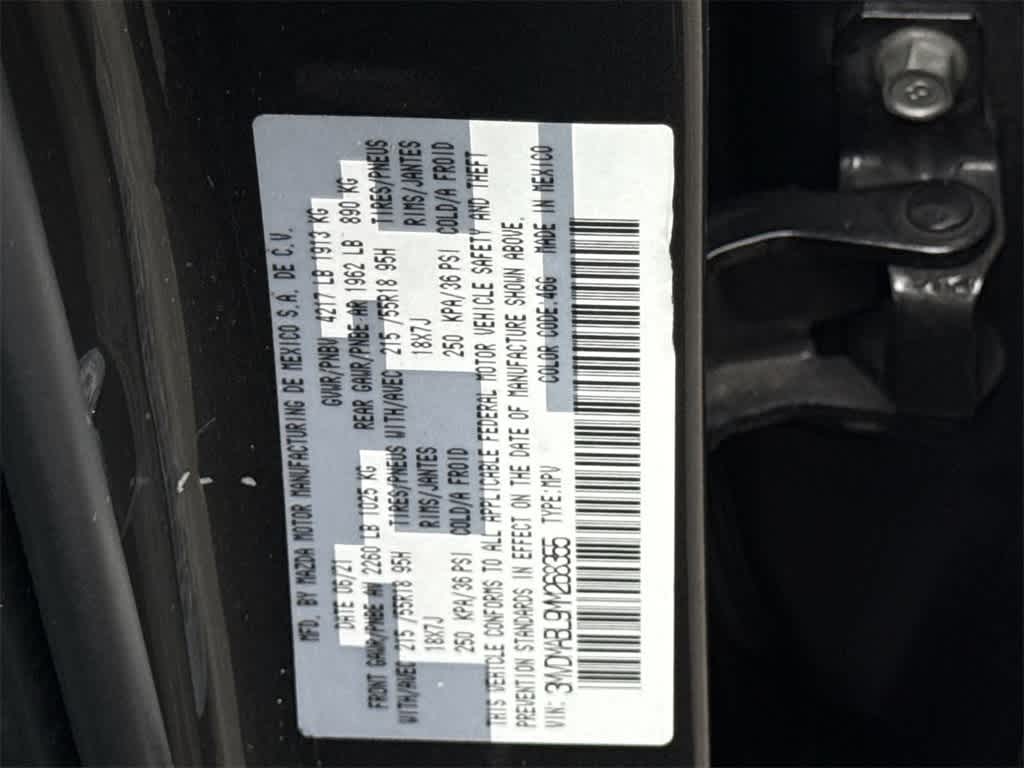 MFD. BY MAZDA MOTOR MANUFACTURING DE MEXICO S.A. DE C.V.
DATE 06/21 GVWR/PNBV 4217 LB 1913 KG
FRONT GAWR/PNBE AV 2260 LB 1025 KG REAR GAWR/PNBE AR 1962 LB 890 KG
WITH/AVEC 215 /55R18 95H TIRES/PNEUS WITH/AVEC 215 /55R18 95H TIRES/PNEUS
18X7J RIMS/JANTES 18X7J RIMS/JANTES
250 KPA/36 PSI COLD/A FROID 250 KPA/36 PSI COLD/A FROID
THIS VEHICLE CONFORMS TO ALL APPLICABLE FEDERAL MOTOR VEHICLE SAFETY AND THEFT
PREVENTION STANDARDS IN EFFECT ON THE DATE OF MANUFACTURE SHOWN ABOVE.
VIN: 3MVDMABL9MM268355 TYPE:MPV COLOR CODE:46G MADE IN MEXICO